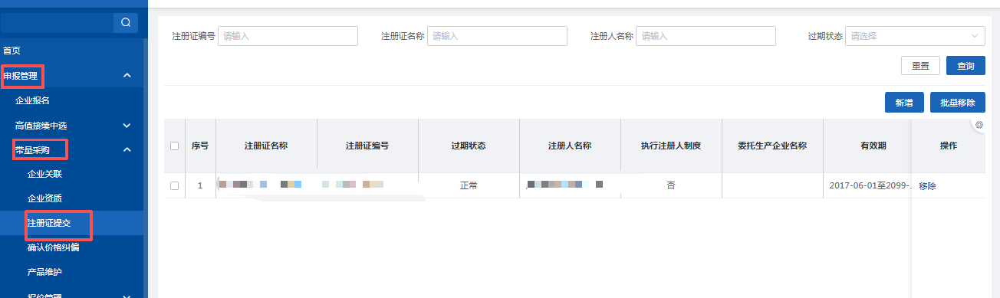 注册证编号 请输入 注册证名称 请输入 注册人名称 请输入 过期状态 请选择
首页
重置 查询
申报管理
企业报名
新增 批量移除
高值接续中选
带量采购
序号 注册证名称 注册证编号 过期状态 注册人名称 执行注册人制度 委托生产企业名称 有效期 操作
企业关联
1 正常 否 2017-06-01至2099-.. 移除
企业资质
注册证提交
确认价格纠偏
产品维护
报价管理